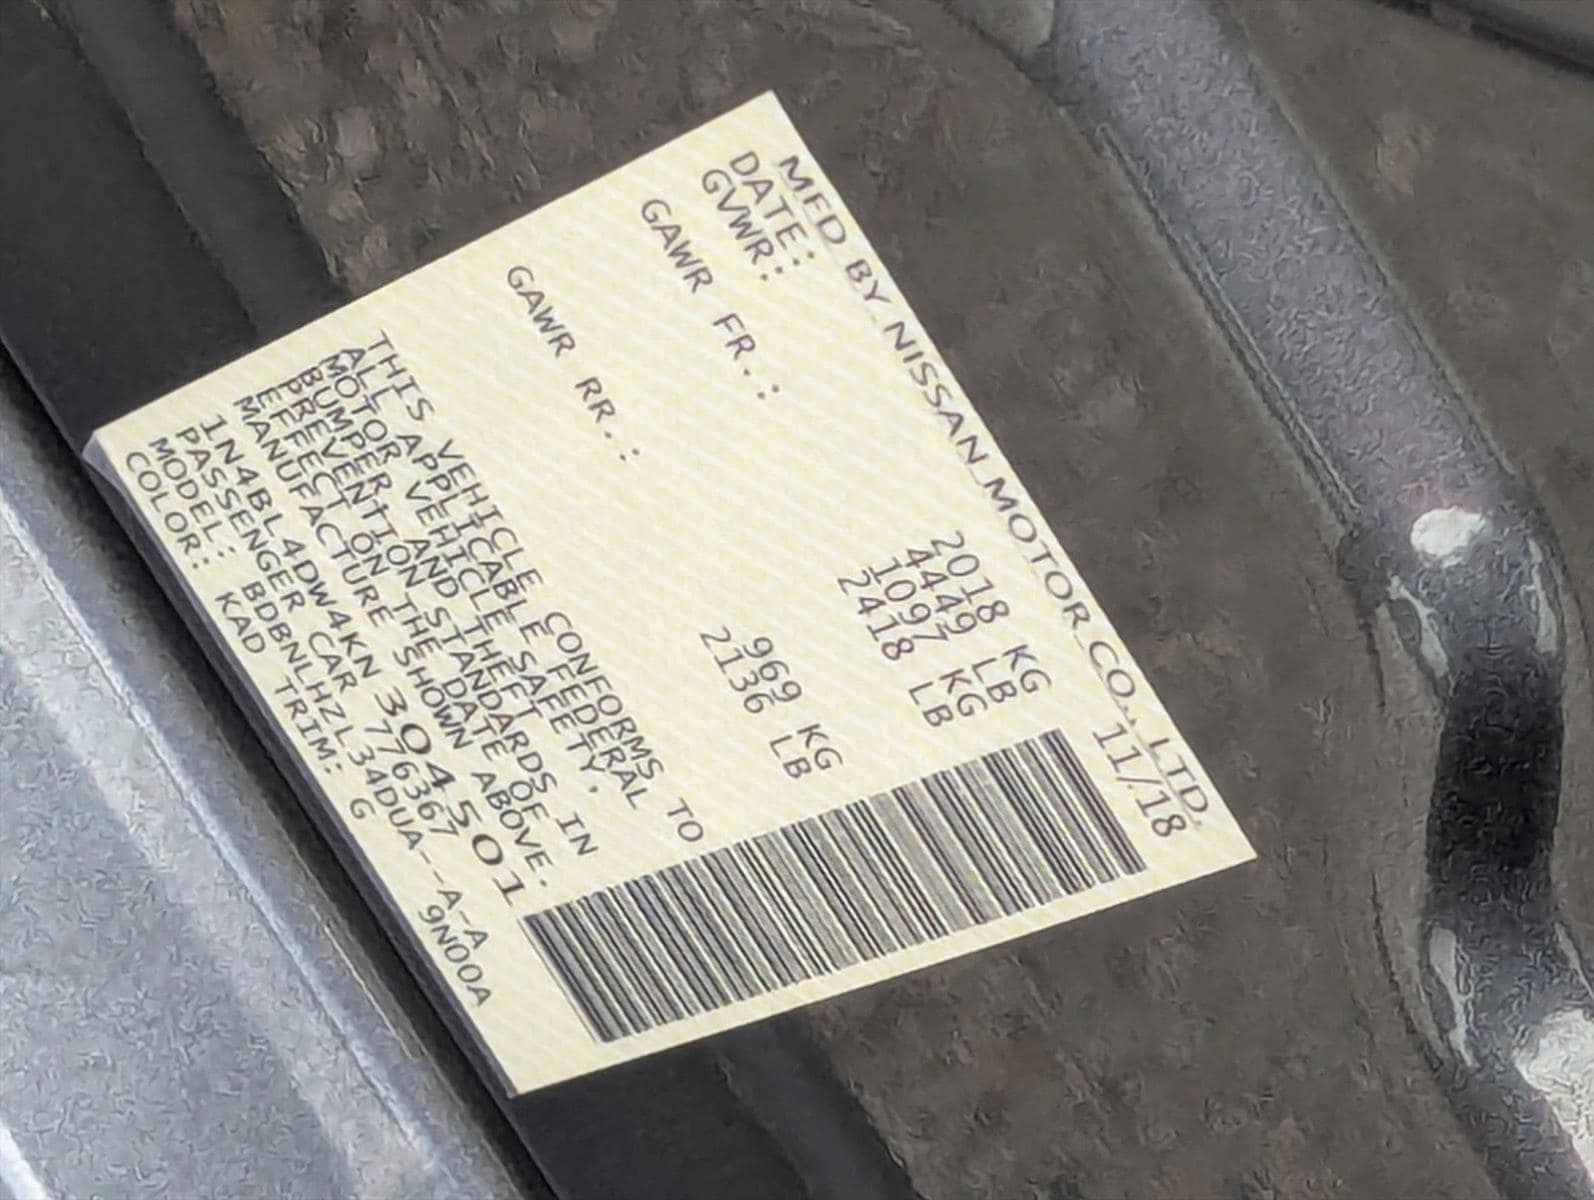 MFD BY NISSAN MOTOR CO., LTD.
DATE: 11/18
GVWR: 2018 KG
4449 LB
GAWR FR.: 1097 KG
2418 LB
GAWR RR.: 969 KG
2136 LB
THIS VEHICLE CONFORMS TO
ALL APPLICABLE FEDERAL
MOTOR VEHICLE SAFETY,
BUMPER AND THEFT
PREVENTION STANDARDS IN
EFFECT ON THE DATE OF
MANUFACTURE SHOWN ABOVE.
1N4BL4DW4KN 304501
PASSENGER CAR 776367
MODEL: BDBNLHZL34DUA--A-A
COLOR: KAD TRIM: G 9N00A